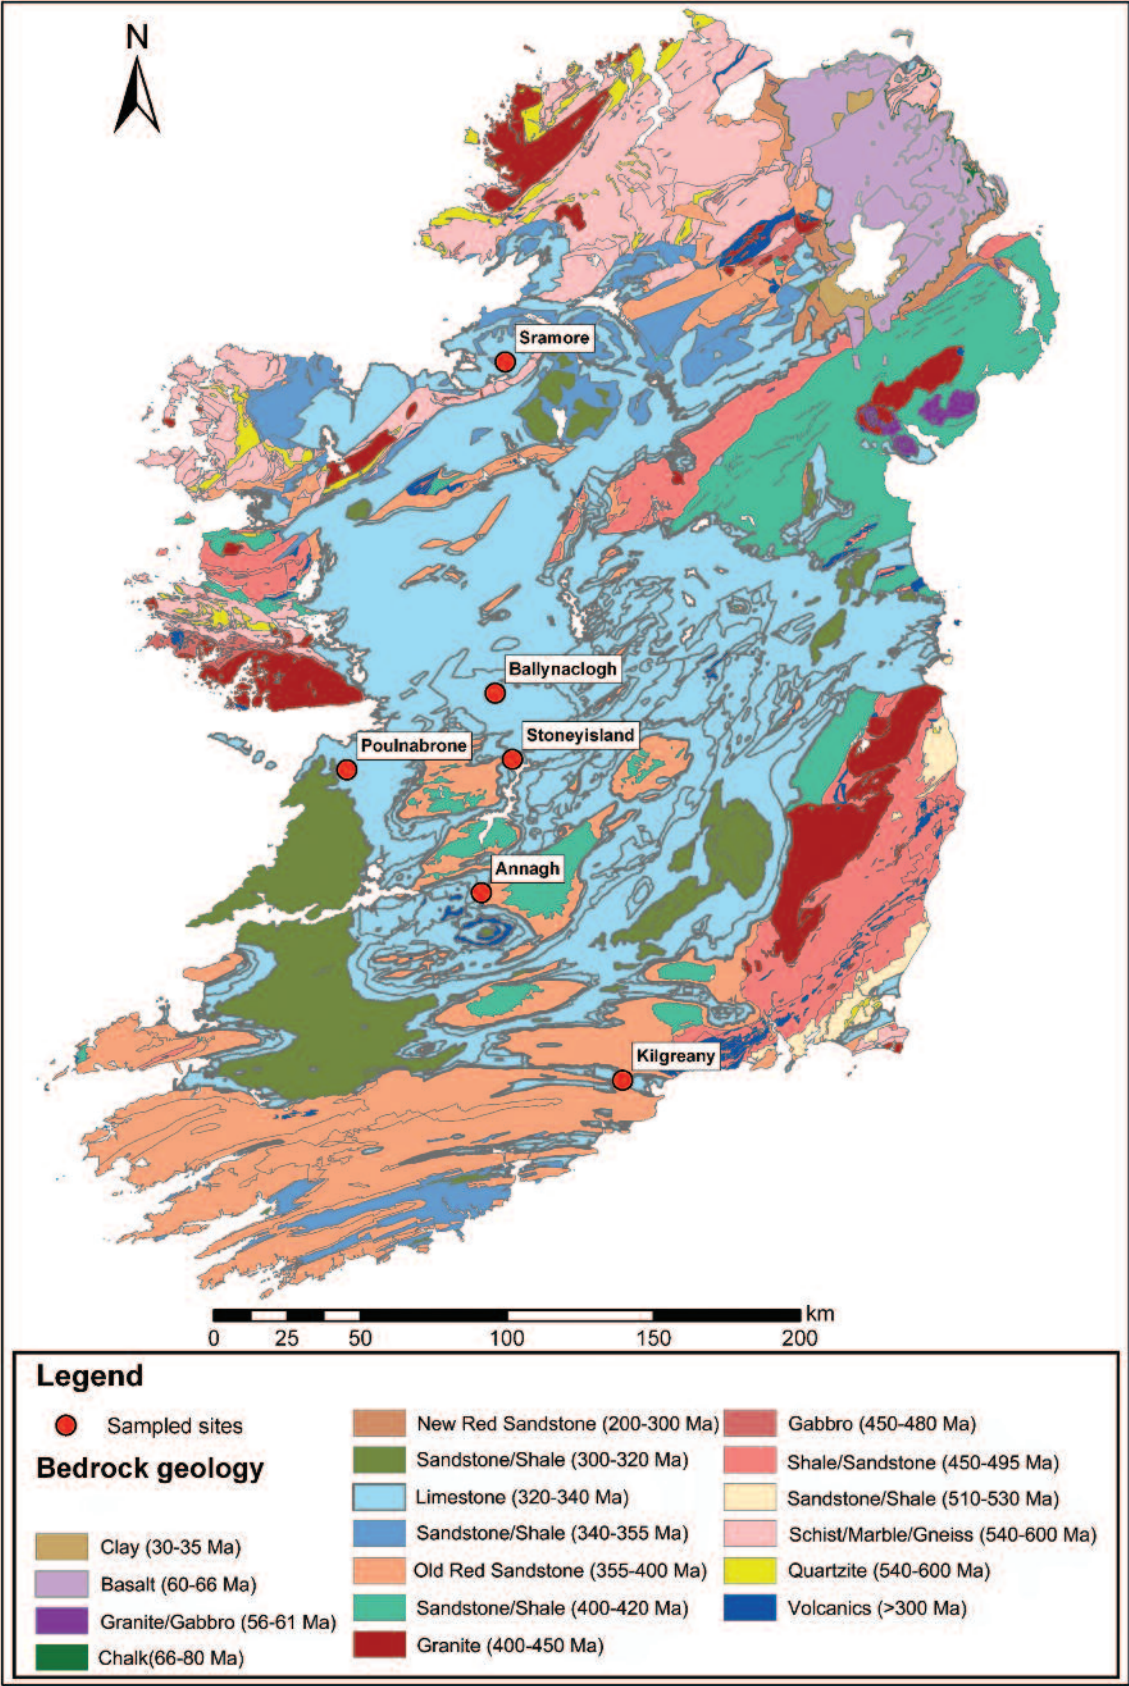 N
Sramore
Ballynaclogh
Stoneyisland
Poulnabrone
Annagh
Kilgreany
km
0 25 50 100 150 200
Legend
Sampled sites
Bedrock geology
Clay (30-35 Ma)
Basalt (60-66 Ma)
Granite/Gabbro (56-61 Ma)
Chalk(66-80 Ma)
New Red Sandstone (200-300 Ma)
Sandstone/Shale (300-320 Ma)
Limestone (320-340 Ma)
Sandstone/Shale (340-355 Ma)
Old Red Sandstone (355-400 Ma)
Sandstone/Shale (400-420 Ma)
Granite (400-450 Ma)
Gabbro (450-480 Ma)
Shale/Sandstone (450-495 Ma)
Sandstone/Shale (510-530 Ma)
Schist/Marble/Gneiss (540-600 Ma)
Quartzite (540-600 Ma)
Volcanics (>300 Ma)